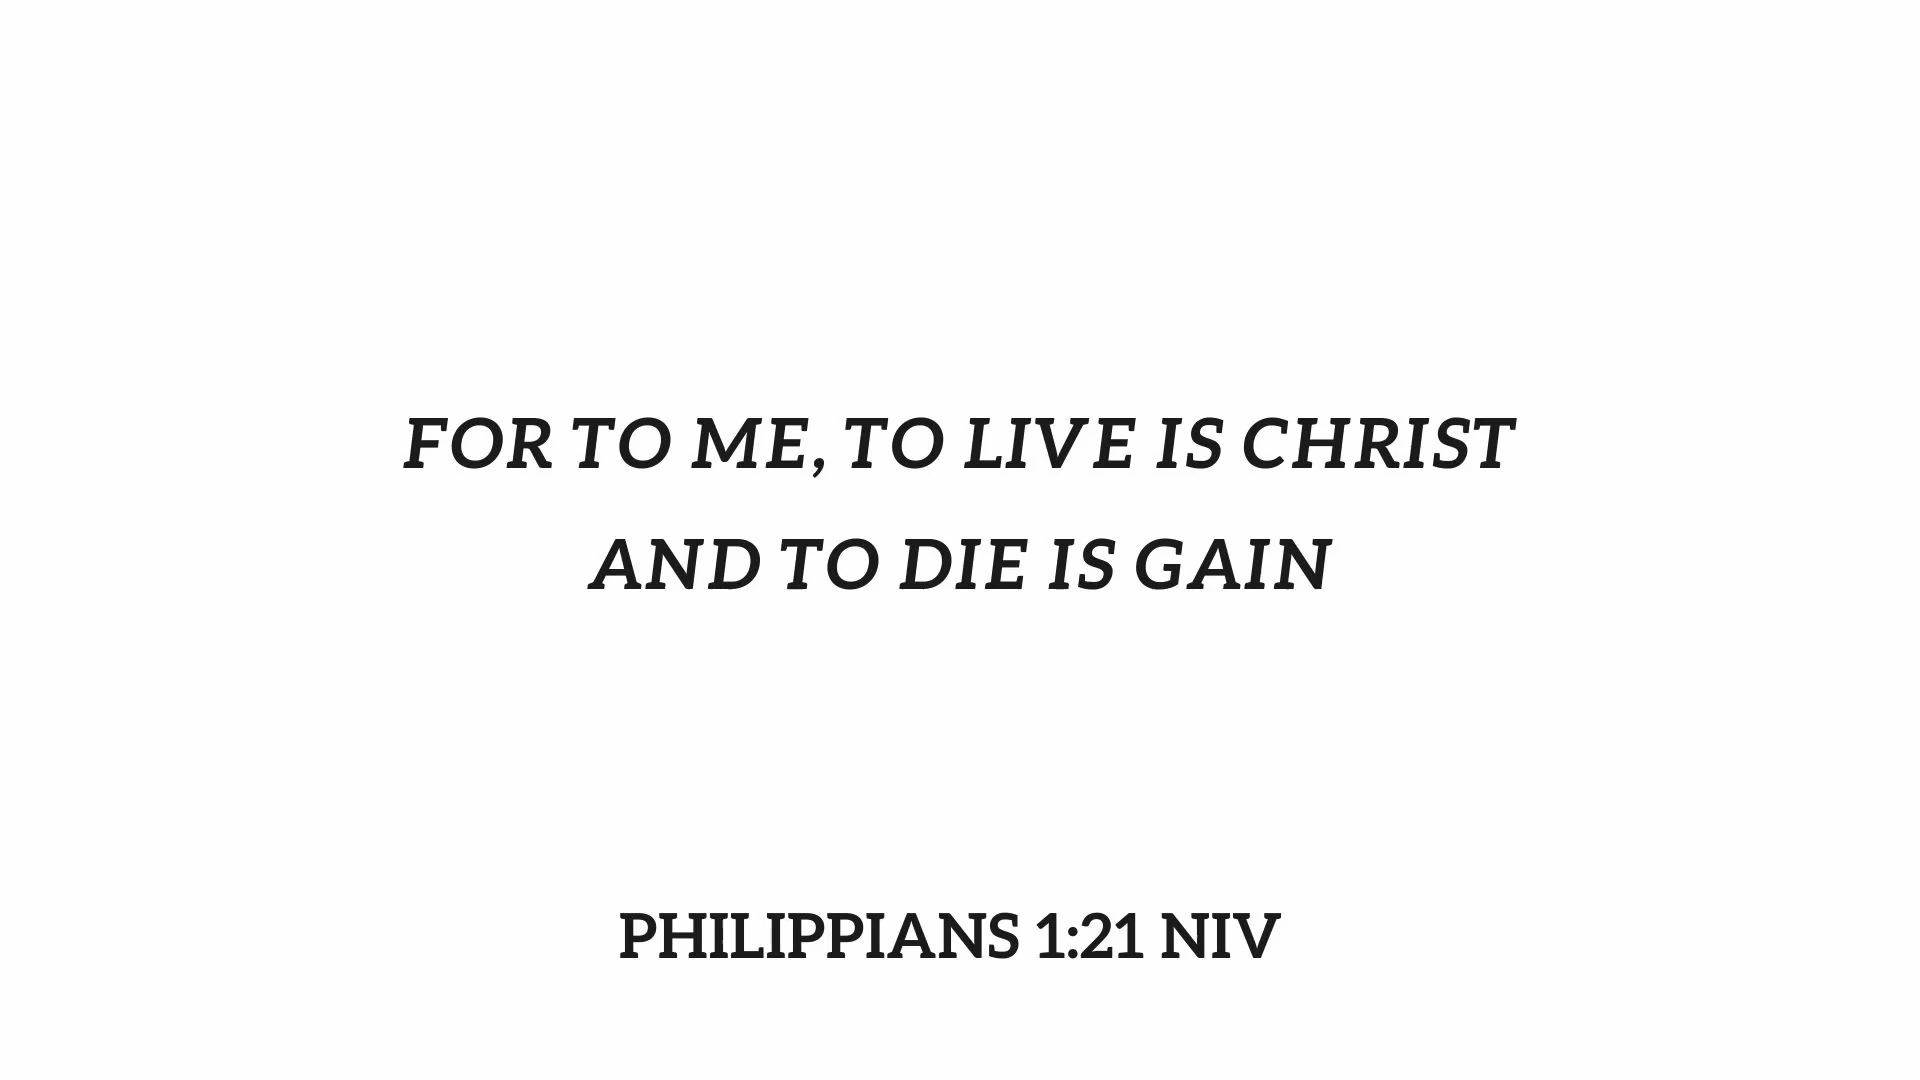 FOR TO ME, TO LIVE IS CHRIST
AND TO DIE IS GAIN
PHILIPPIANS 1:21 NIV